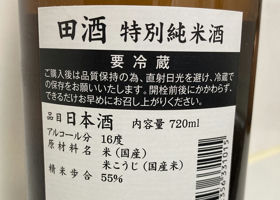 田酒 特別純米酒
要冷蔵
ご購入後は品質保持の為、直射日光を避け、冷蔵で
の保存をお願いいたします。開栓前後にかかわらず、
できるだけお早めにお召し上がりください。
品目 日本酒 内容量 720ml
アルコール分 16度
原材料名 米(国産)
米こうじ(国産米)
精米歩合 55%